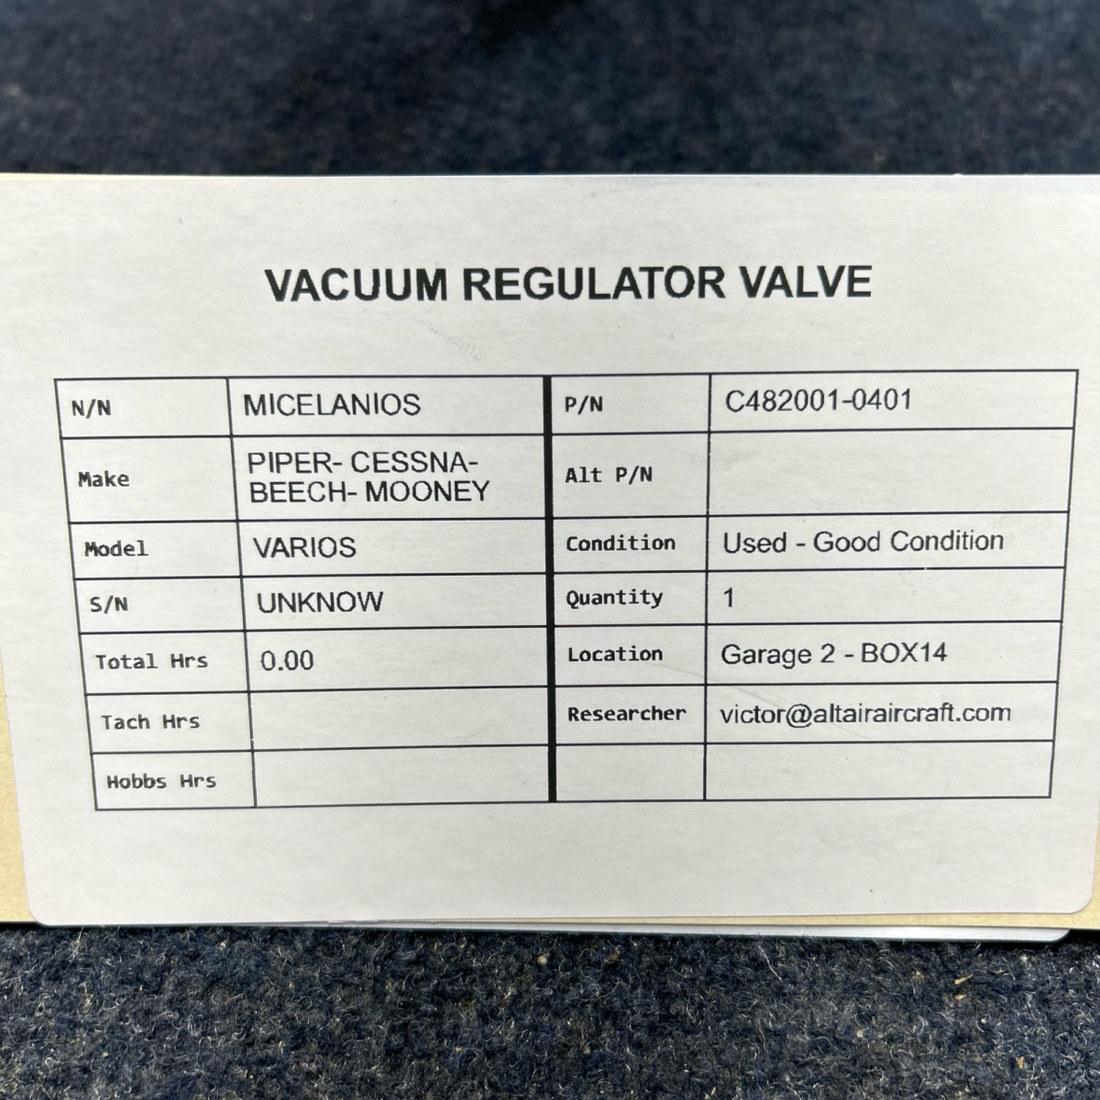 VACUUM REGULATOR VALVE
N/N MICELANIOS P/N C482001-0401
Make PIPER- CESSNA-
BEECH- MOONEY Alt P/N
Model VARIOS Condition Used - Good Condition
S/N UNKNOW Quantity 1
Total Hrs 0.00 Location Garage 2 - BOX14
Tach Hrs Researcher victor@altairaircraft.com
Hobbs Hrs